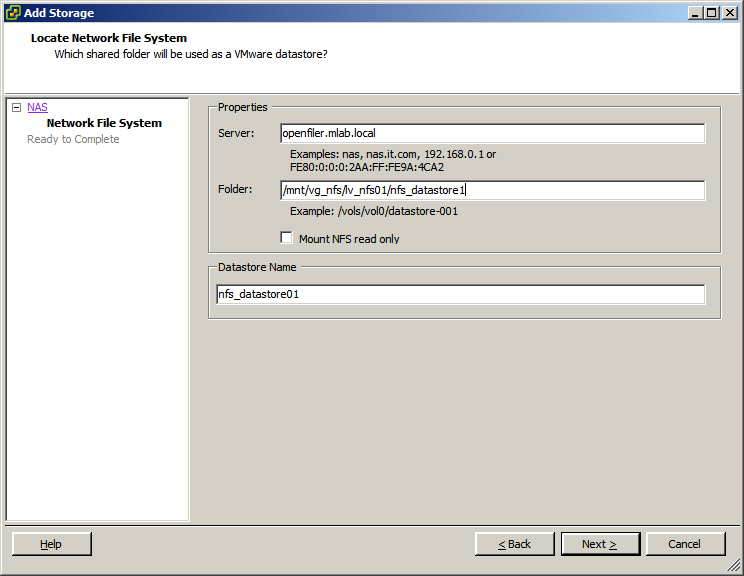 Add Storage
Locate Network File System
Which shared folder will be used as a VMware datastore?
NAS
Network File System
Ready to Complete
Properties
Server:
openfiler.mlab.local
Examples: nas, nas.it.com, 192.168.0.1 or
FE80:0:0:0:2AA:FF:FE9A:4CA2
Folder:
/mnt/vg_nfs/lv_nfs01/nfs_datastore1
Example: /vols/vol0/datastore-001
Mount NFS read only
Datastore Name
nfs_datastore01
Help
< Back
Next >
Cancel